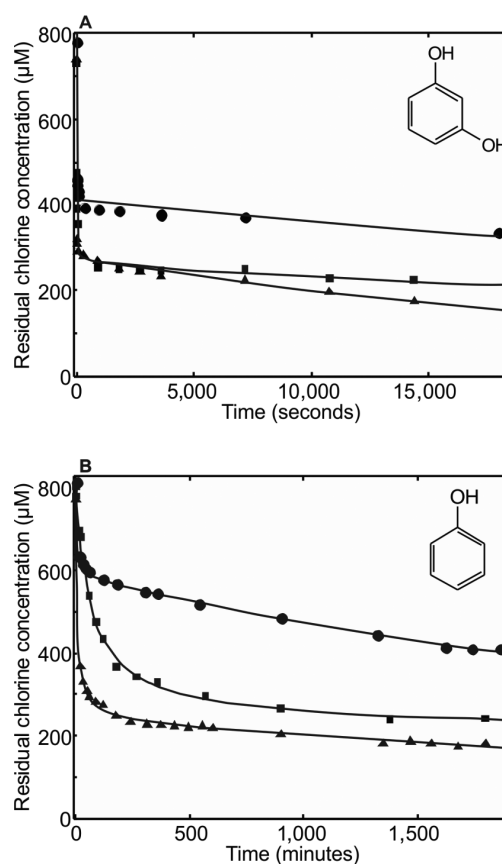 A
Residual chlorine concentration (µM)
800
600
400
200
0
0
5,000
10,000
15,000
Time (seconds)
OH
OH
B
Residual chlorine concentration (µM)
800
600
400
200
0
0
500
1,000
1,500
Time (minutes)
OH